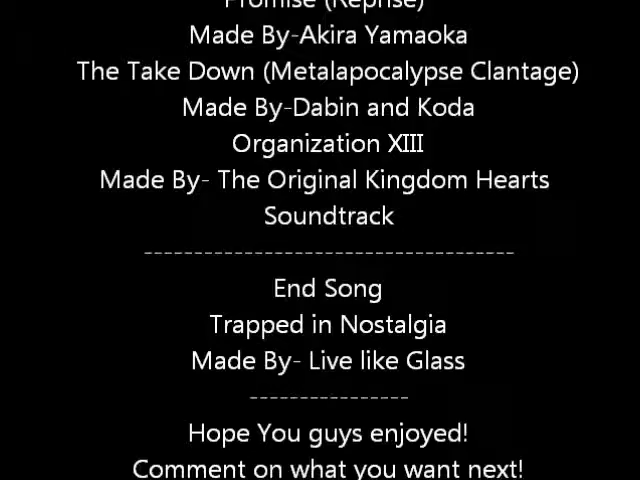 Promise (Reprise)
Made By-Akira Yamaoka
The Take Down (Metalapocalypse Clantage)
Made By-Dabin and Koda
Organization XIII
Made By- The Original Kingdom Hearts
Soundtrack
-------------------------------------
End Song
Trapped in Nostalgia
Made By- Live like Glass
----------------
Hope You guys enjoyed!
Comment on what you want next!